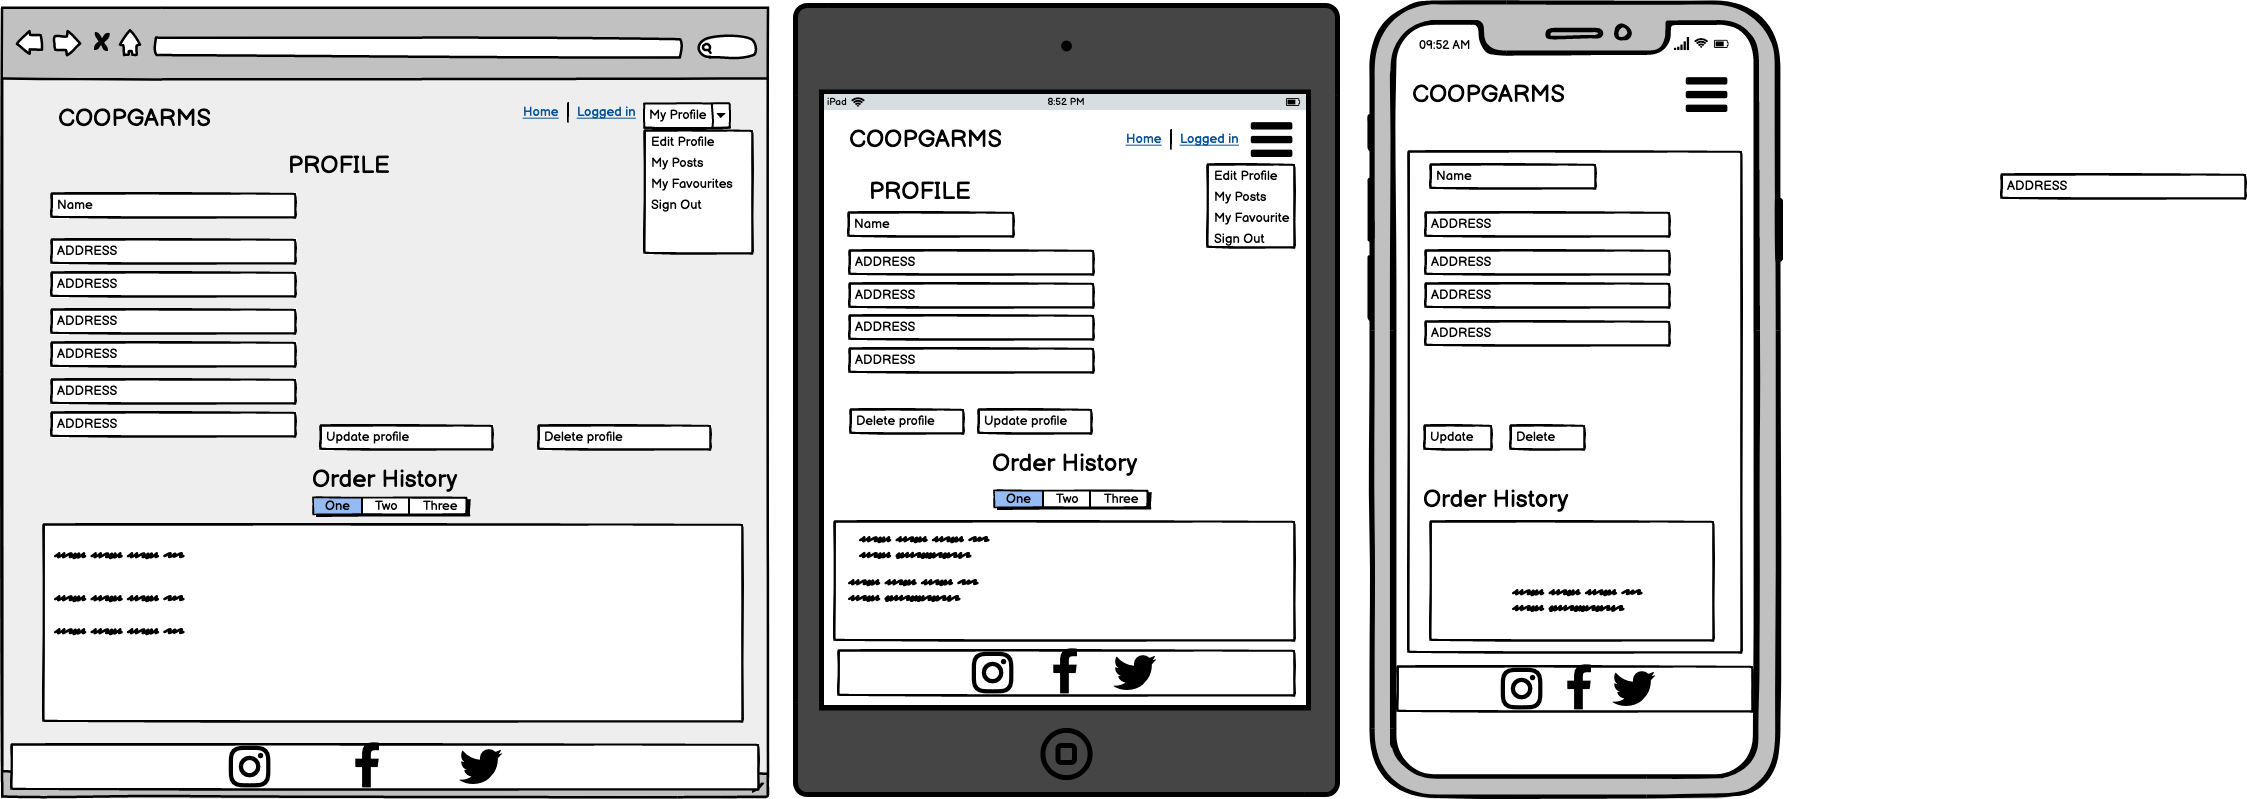 COOPGARMS
Home Logged in My Profile
Edit Profile
My Posts
My Favourites
Sign Out
PROFILE
Name
ADDRESS
ADDRESS
ADDRESS
ADDRESS
ADDRESS
ADDRESS
Update profile Delete profile
Order History
One Two Three
iPad 8:52 PM
COOPGARMS
Home Logged in
Edit Profile
My Posts
My Favourite
Sign Out
PROFILE
Name
ADDRESS
ADDRESS
ADDRESS
ADDRESS
Delete profile Update profile
Order History
One Two Three
09:52 AM
COOPGARMS
Name
ADDRESS
ADDRESS
ADDRESS
ADDRESS
Update Delete
Order History
ADDRESS